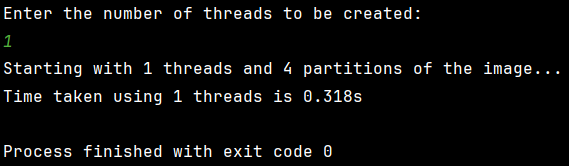 Enter the number of threads to be created:
1
Starting with 1 threads and 4 partitions of the image...
Time taken using 1 threads is 0.318s
Process finished with exit code 0